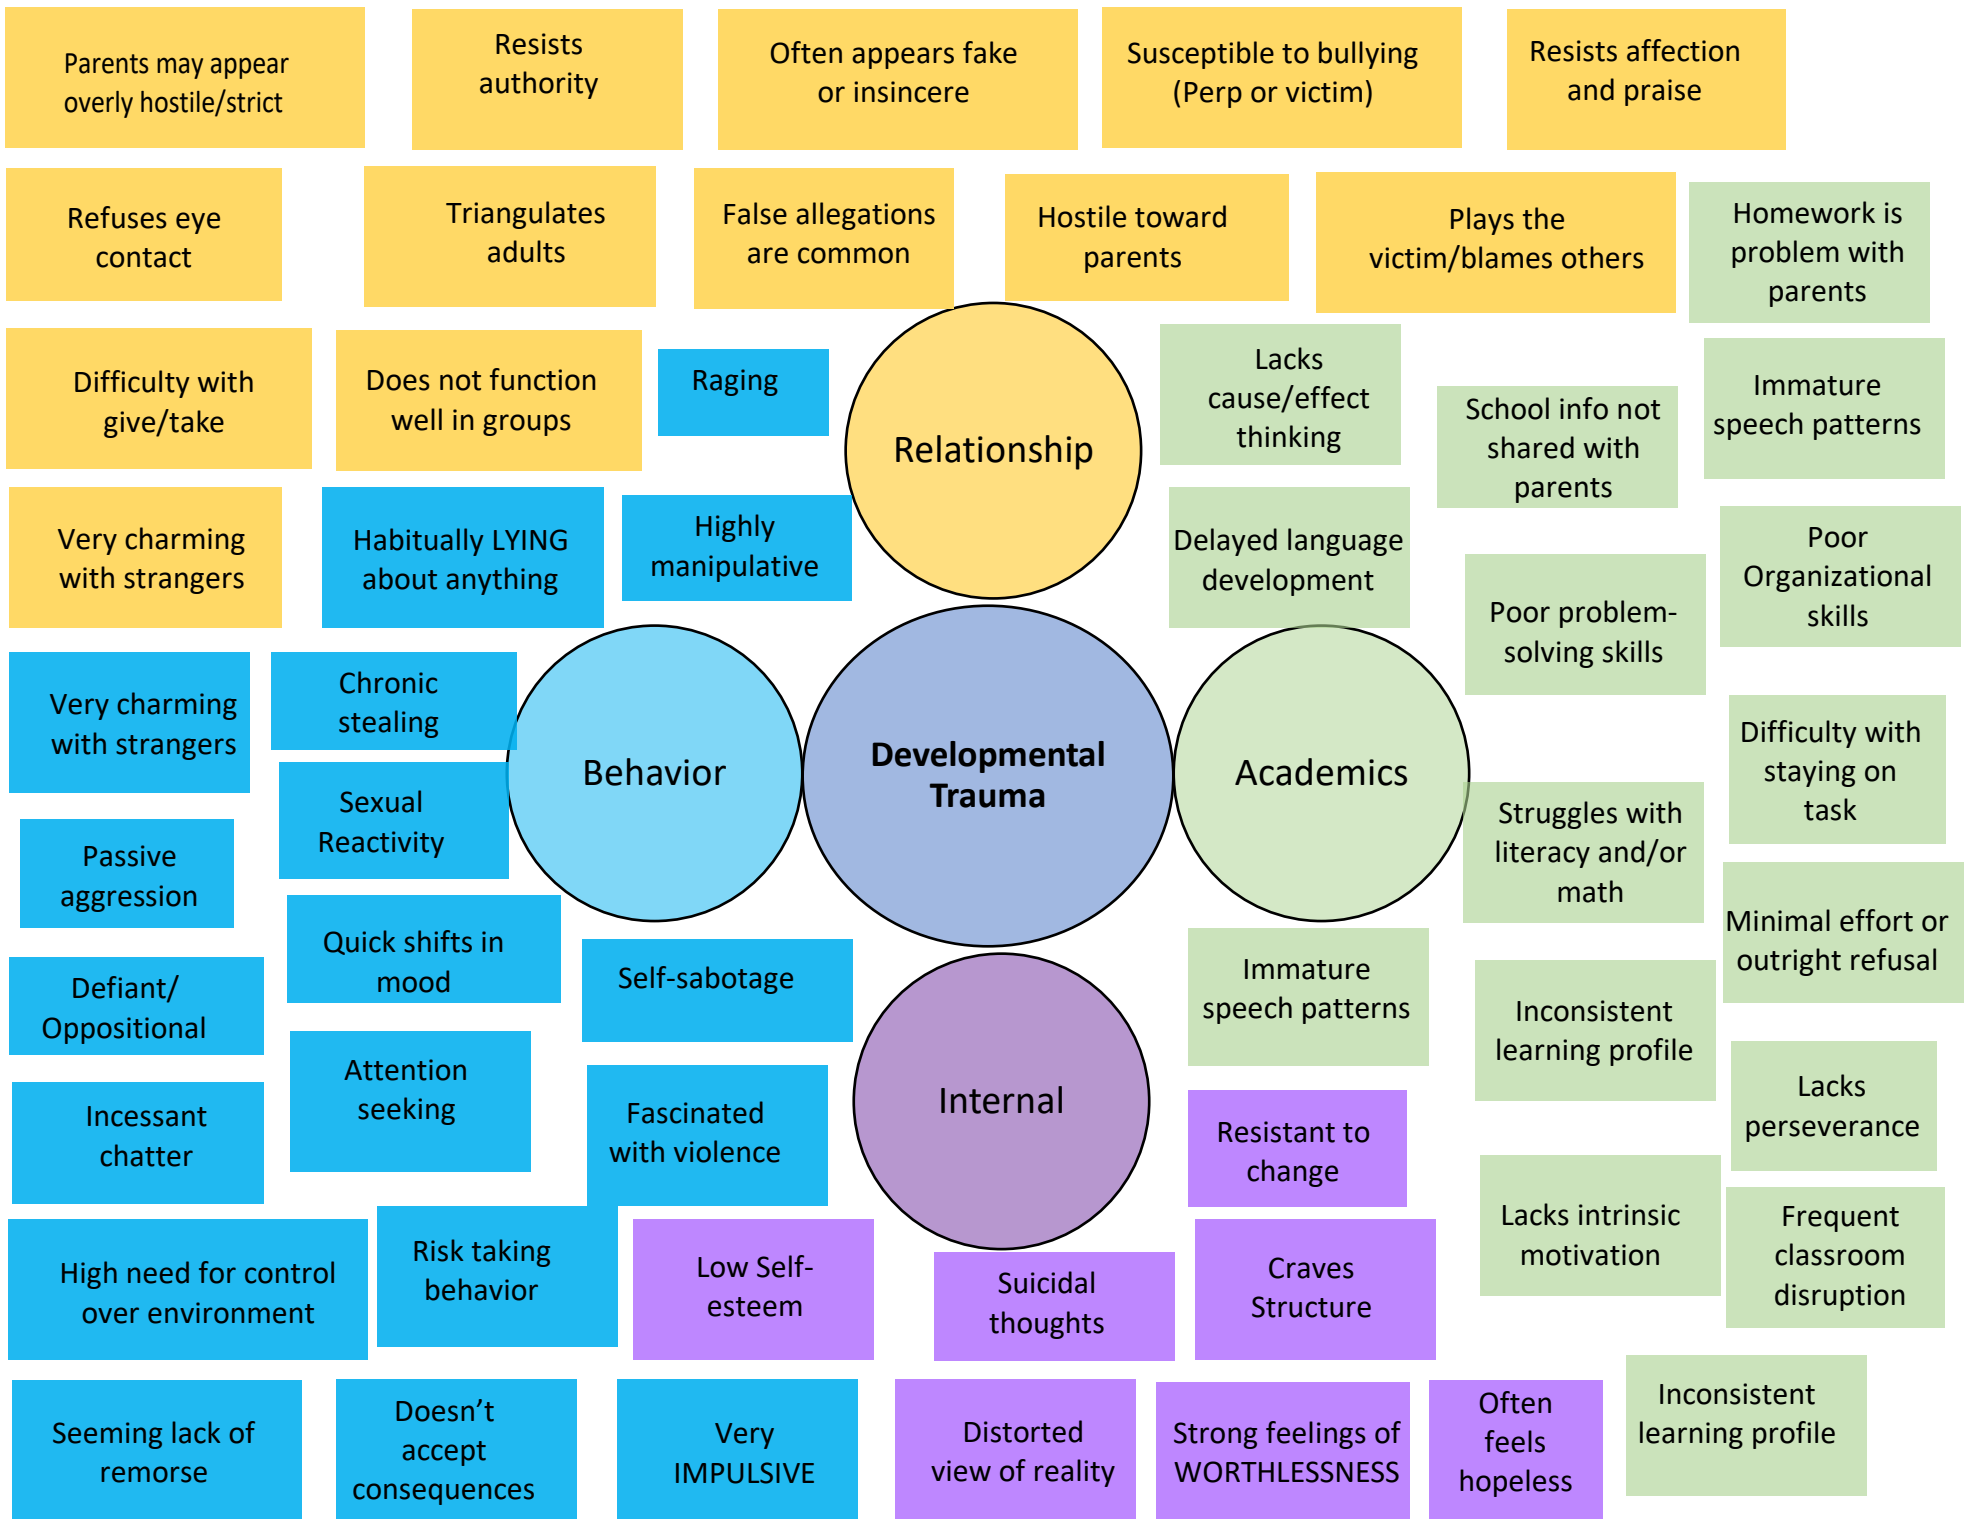 Parents may appear
overly hostile/strict
Resists
authority
Often appears fake
or insincere
Susceptible to bullying
(Perp or victim)
Resists affection
and praise
Refuses eye
contact
Triangulates
adults
False allegations
are common
Hostile toward
parents
Plays the
victim/blames others
Homework is
problem with
parents
Difficulty with
give/take
Does not function
well in groups
Raging
Relationship
Lacks
cause/effect
thinking
School info not
shared with
parents
Immature
speech patterns
Very charming
with strangers
Habitually LYING
about anything
Highly
manipulative
Delayed language
development
Poor problem-
solving skills
Poor
Organizational
skills
Very charming
with strangers
Chronic
stealing
Behavior
Developmental
Trauma
Academics
Difficulty with
staying on
task
Sexual
Reactivity
Struggles with
literacy and/or
math
Passive
aggression
Quick shifts in
mood
Self-sabotage
Immature
speech patterns
Minimal effort or
outright refusal
Defiant/
Oppositional
Attention
seeking
Inconsistent
learning profile
Incessant
chatter
Fascinated
with violence
Internal
Resistant to
change
Lacks
perseverance
High need for control
over environment
Risk taking
behavior
Low Self-
esteem
Suicidal
thoughts
Craves
Structure
Lacks intrinsic
motivation
Frequent
classroom
disruption
Seeming lack of
remorse
Doesn’t
accept
consequences
Very
IMPULSIVE
Distorted
view of reality
Strong feelings of
WORTHLESSNESS
Often
feels
hopeless
Inconsistent
learning profile